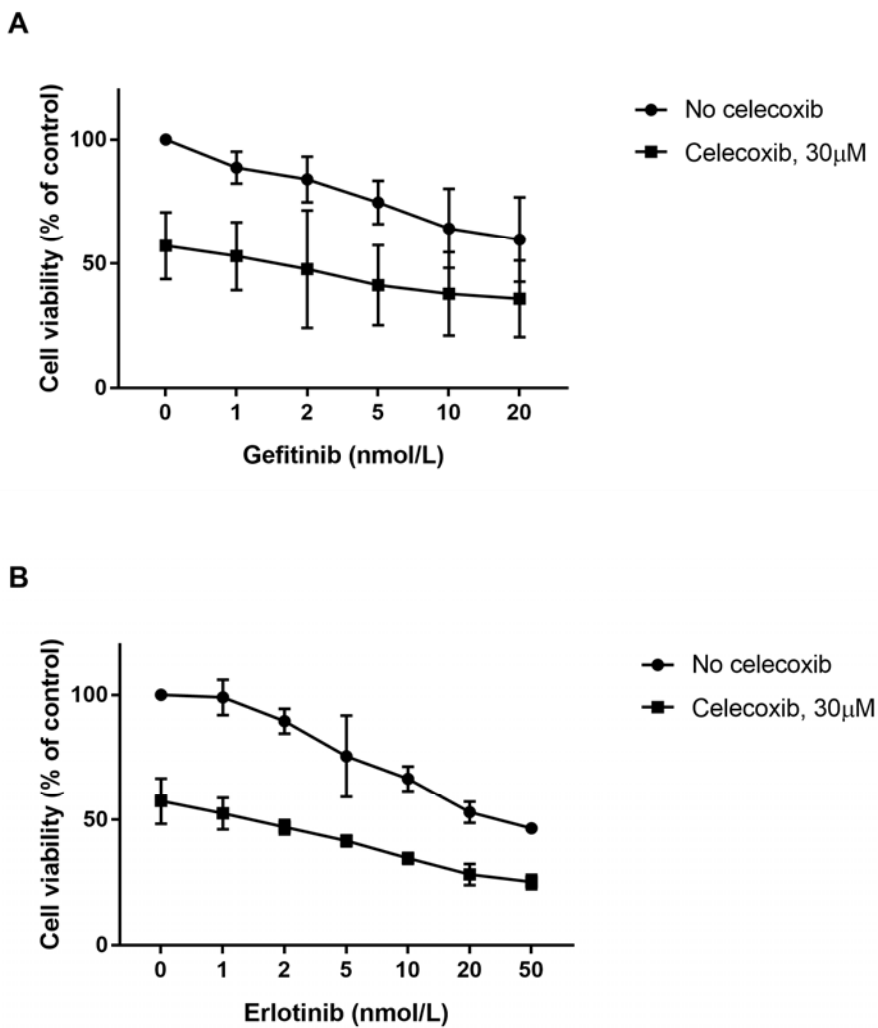 A
Cell viability (% of control)
100
50
0
0 1 2 5 10 20
Gefitinib (nmol/L)
No celecoxib
Celecoxib, 30μM
B
Cell viability (% of control)
100
50
0
0 1 2 5 10 20 50
Erlotinib (nmol/L)
No celecoxib
Celecoxib, 30μM